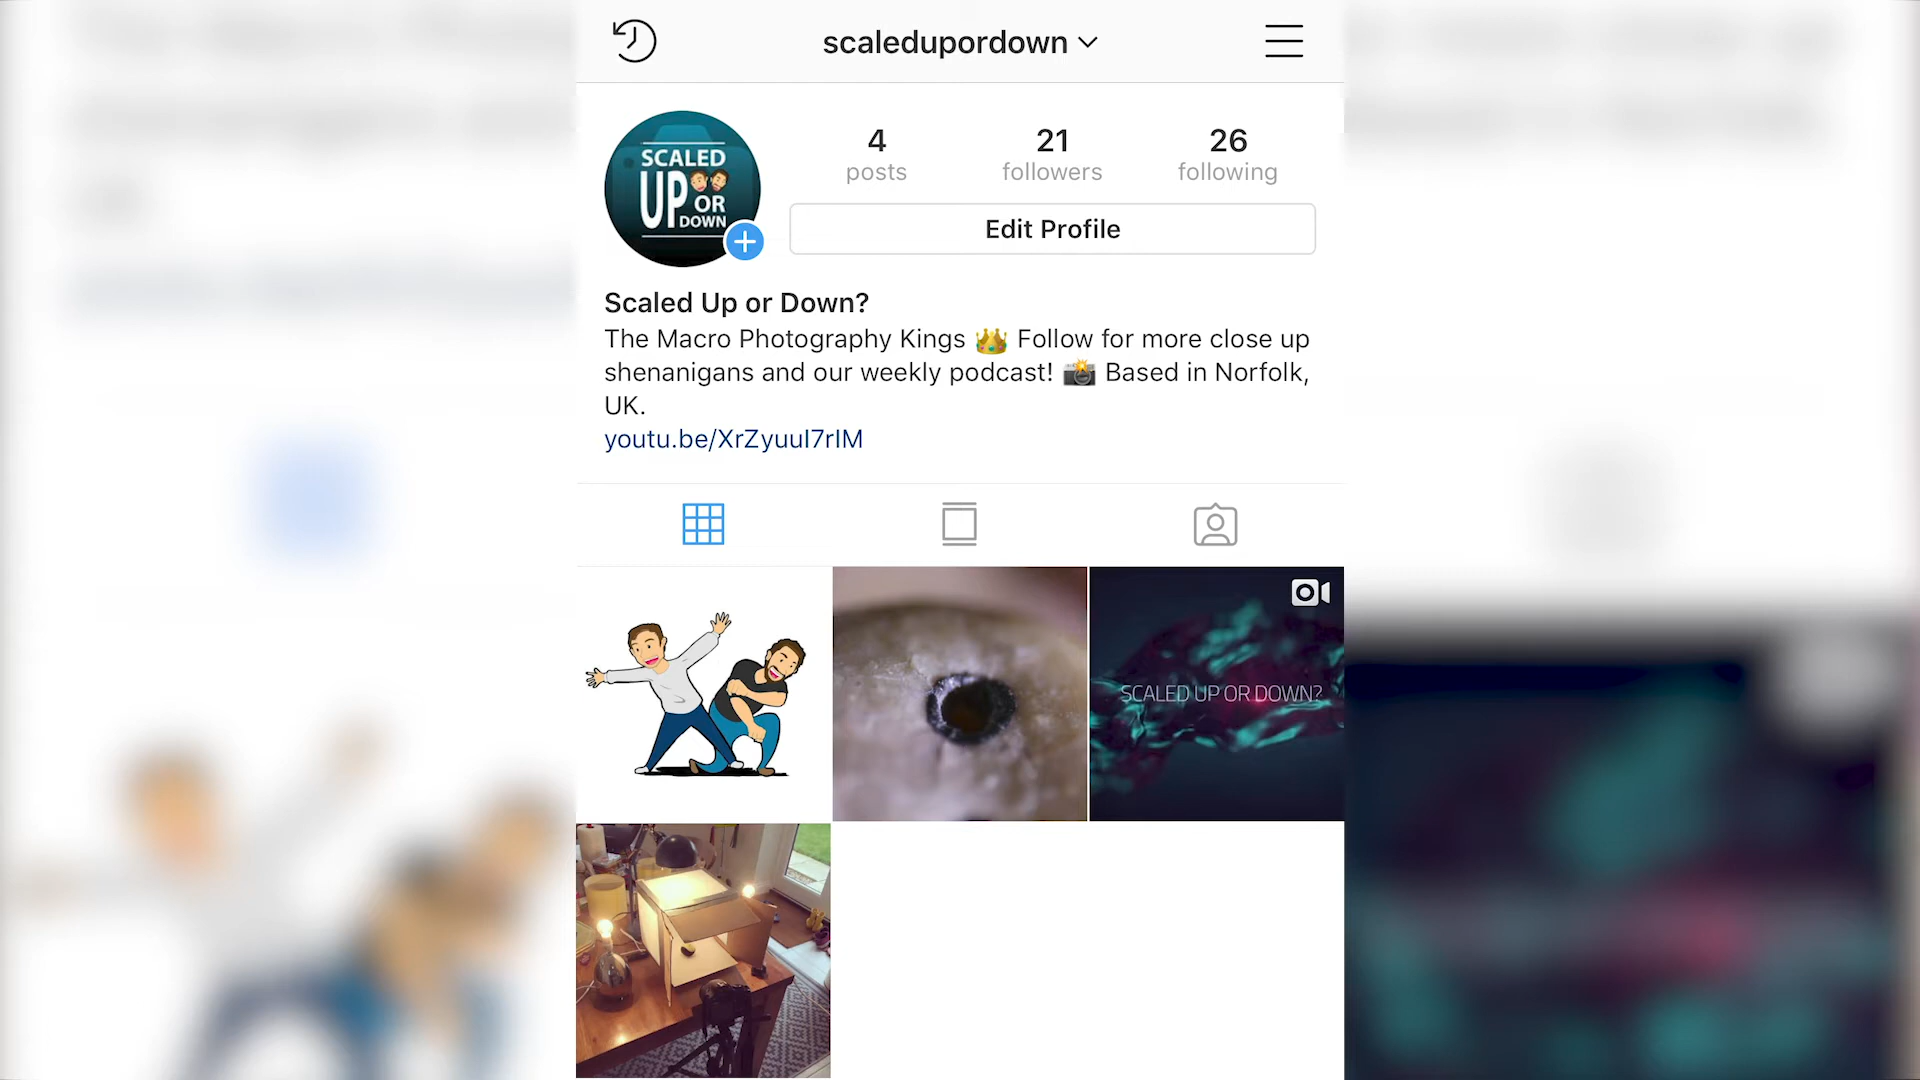 scaledupordown
SCALED
UP
OR
DOWN
4
posts
21
followers
26
following
Edit Profile
Scaled Up or Down?
The Macro Photography Kings 👑 Follow for more close up
shenanigans and our weekly podcast! 📸 Based in Norfolk,
UK.
youtu.be/XrZyuuI7rIM
SCALED UP OR DOWN?